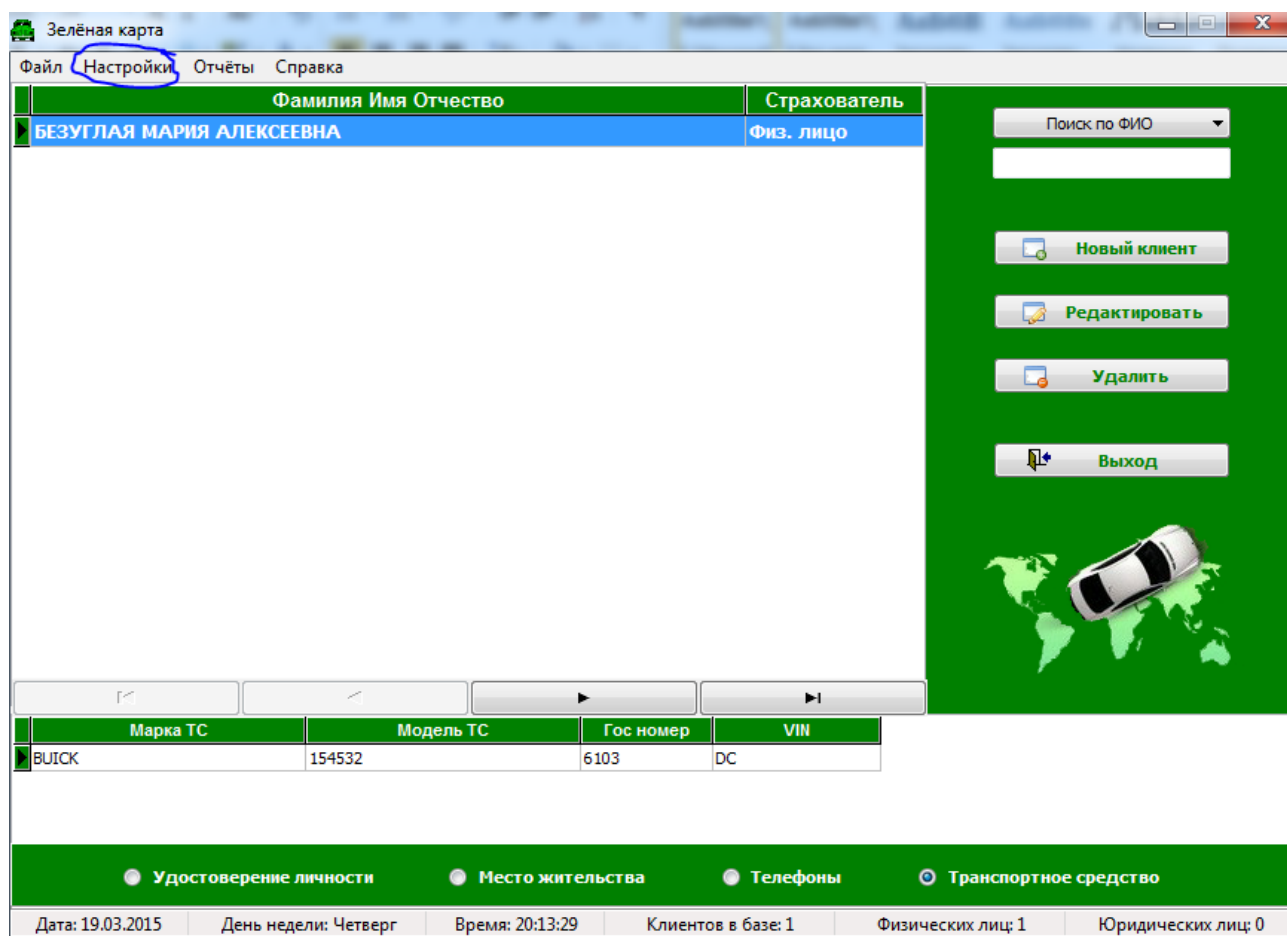 Зелёная карта
Файл Настройки Отчёты Справка
Фамилия Имя Отчество Страхователь
БЕЗУГЛАЯ МАРИЯ АЛЕКСЕЕВНА Физ. лицо
Поиск по ФИО
Новый клиент
Редактировать
Удалить
Выход
Марка ТС Модель ТС Гос номер VIN
BUICK 154532 6103 DC
Удостоверение личности Место жительства Телефоны Транспортное средство
Дата: 19.03.2015 День недели: Четверг Время: 20:13:29 Клиентов в базе: 1 Физических лиц: 1 Юридических лиц: 0